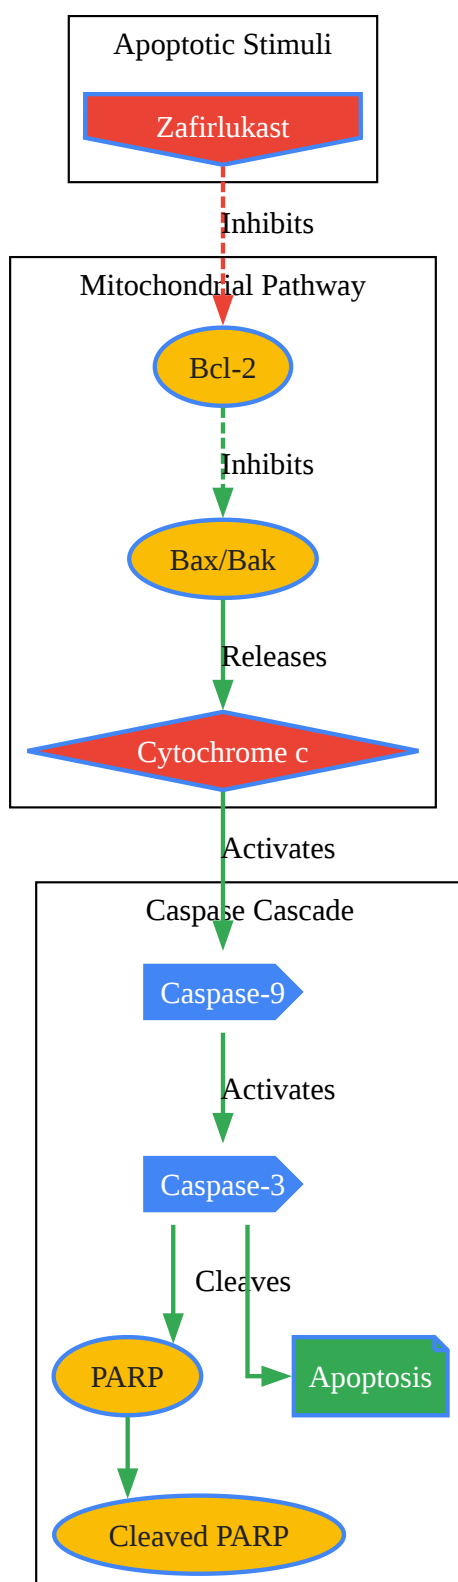 Apoptotic Stimuli
Zafirlukast
Inhibits
Mitochondrial Pathway
Bcl-2
Inhibits
Bax/Bak
Releases
Cytochrome c
Activates
Caspase Cascade
Caspase-9
Activates
Caspase-3
Cleaves
PARP
Apoptosis
Cleaved PARP